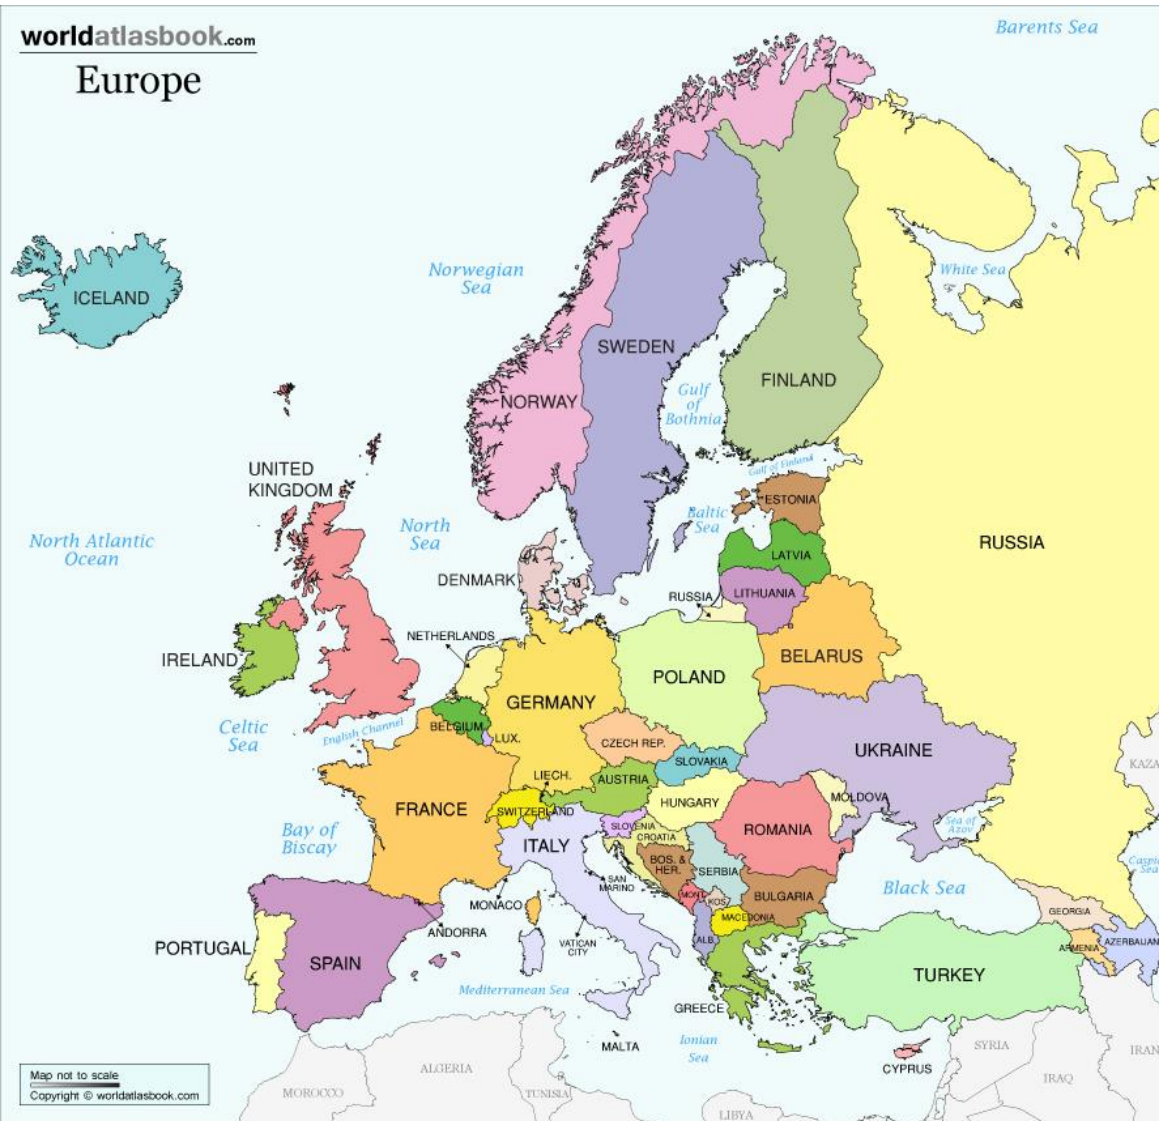 worldatlasbook.com
Europe
Barents Sea
Norwegian
Sea
White Sea
ICELAND
SWEDEN
FINLAND
NORWAY
Gulf
of
Bothnia
Gulf of Finland
UNITED
KINGDOM
ESTONIA
Baltic
Sea
North
Sea
North Atlantic
Ocean
RUSSIA
LATVIA
DENMARK
RUSSIA
LITHUANIA
NETHERLANDS
IRELAND
BELARUS
POLAND
GERMANY
Celtic
Sea
English Channel
BELGIUM
LUX.
CZECH REP.
UKRAINE
SLOVAKIA
KAZA
LIECH.
AUSTRIA
FRANCE
SWITZERLAND
HUNGARY
MOLDOVA
Sea of
Azov
Bay of
Biscay
ITALY
SLOVENIA
CROATIA
ROMANIA
BOS. &
HER.
SERBIA
Caspi
Sea
SAN
MARINO
MONT.
KOS.
BULGARIA
Black Sea
MONACO
ANDORRA
MACEDONIA
GEORGIA
PORTUGAL
VATICAN
CITY
ALB.
ARMENIA
AZERBAIJAN
SPAIN
TURKEY
Mediterranean Sea
GREECE
MALTA
Ionian
Sea
CYPRUS
SYRIA
IRAN
ALGERIA
MOROCCO
TUNISIA
LIBYA
IRAQ
Map not to scale
Copyright © worldatlasbook.com